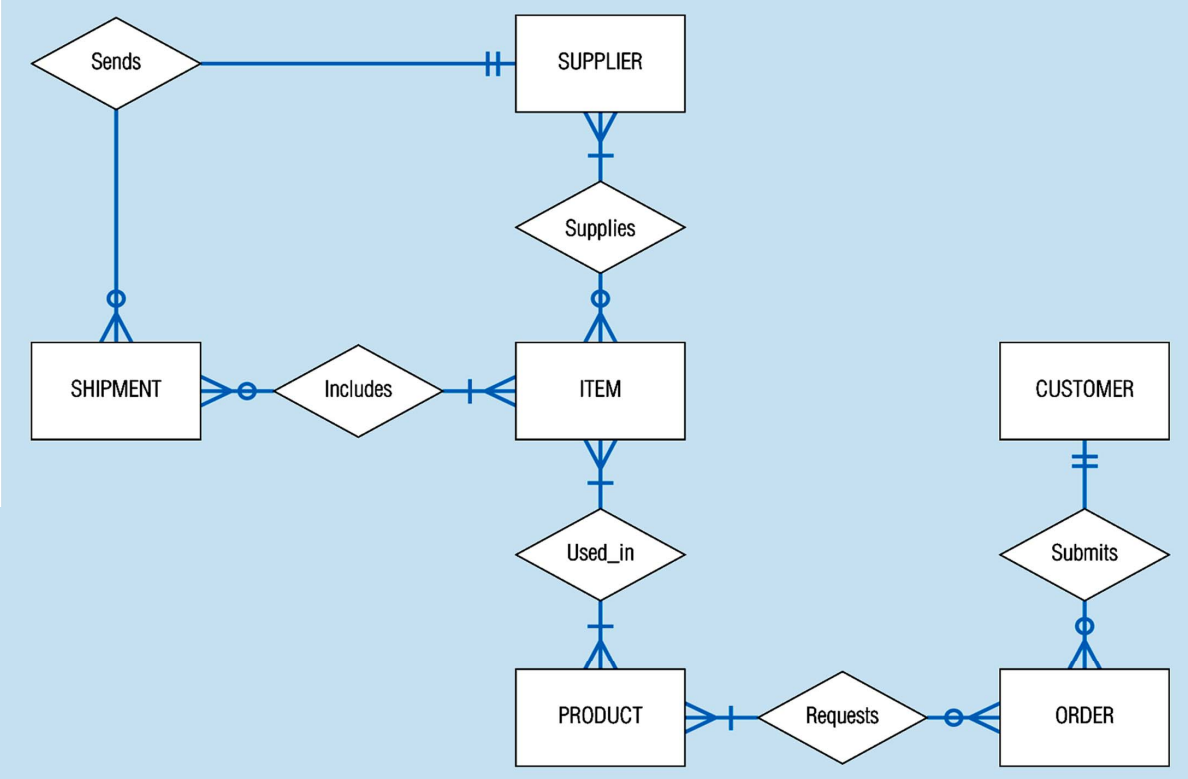 Sends
SUPPLIER
Supplies
SHIPMENT
Includes
ITEM
CUSTOMER
Used_in
Submits
PRODUCT
Requests
ORDER